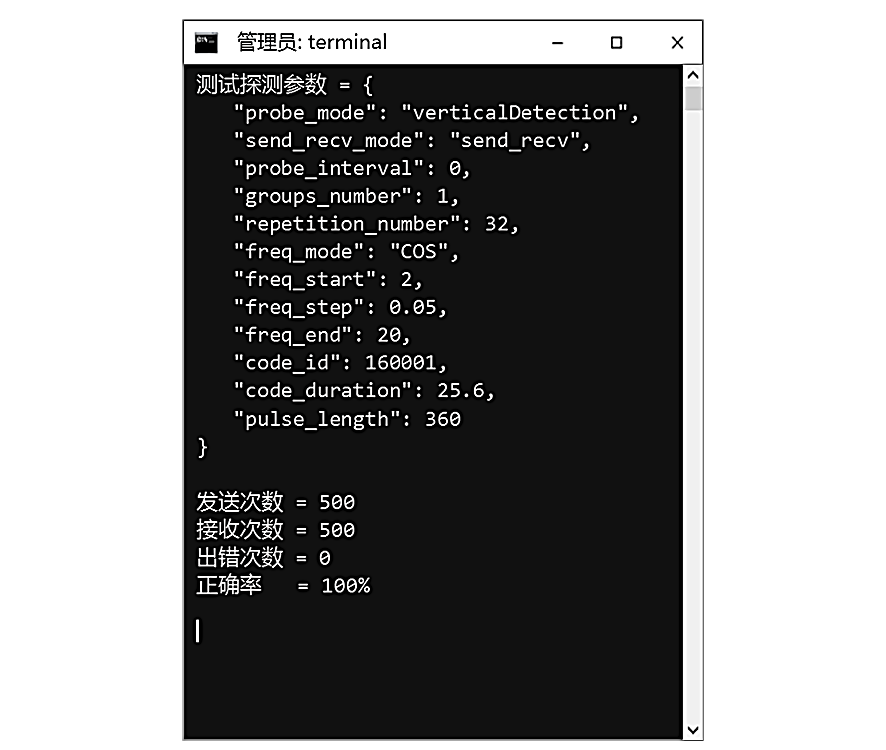 管理员: terminal
测试探测参数 = {
"probe_mode": "verticalDetection",
"send_recv_mode": "send_recv",
"probe_interval": 0,
"groups_number": 1,
"repetition_number": 32,
"freq_mode": "COS",
"freq_start": 2,
"freq_step": 0.05,
"freq_end": 20,
"code_id": 160001,
"code_duration": 25.6,
"pulse_length": 360
}
发送次数 = 500
接收次数 = 500
出错次数 = 0
正确率 = 100%